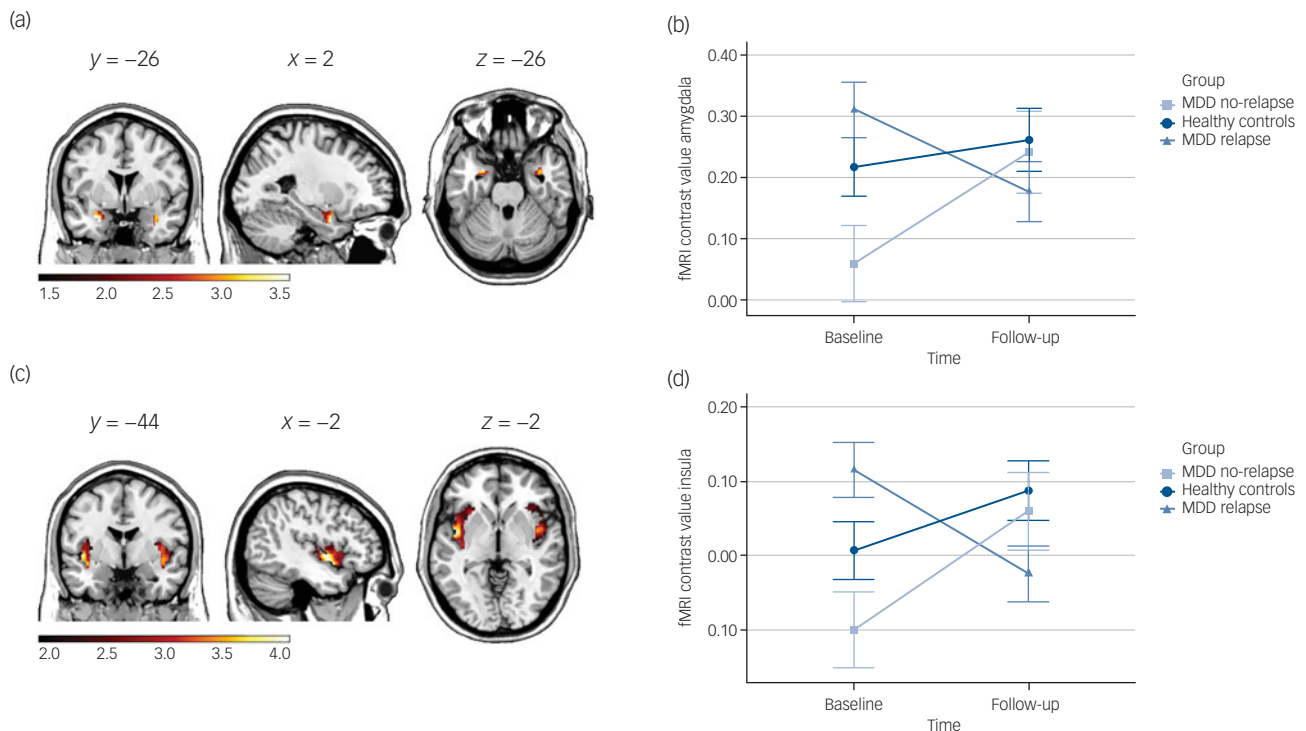 (a)
y = −26
x = 2
z = −26
1.5 2.0 2.5 3.0 3.5
(b)
fMRI contrast value amygdala
0.40
0.30
0.20
0.10
0.00
Baseline Follow-up
Time
Group
MDD no-relapse
Healthy controls
MDD relapse
(c)
y = −44
x = −2
z = −2
2.0 2.5 3.0 3.5 4.0
(d)
fMRI contrast value insula
0.20
0.10
0.00
0.10
Baseline Follow-up
Time
Group
MDD no-relapse
Healthy controls
MDD relapse